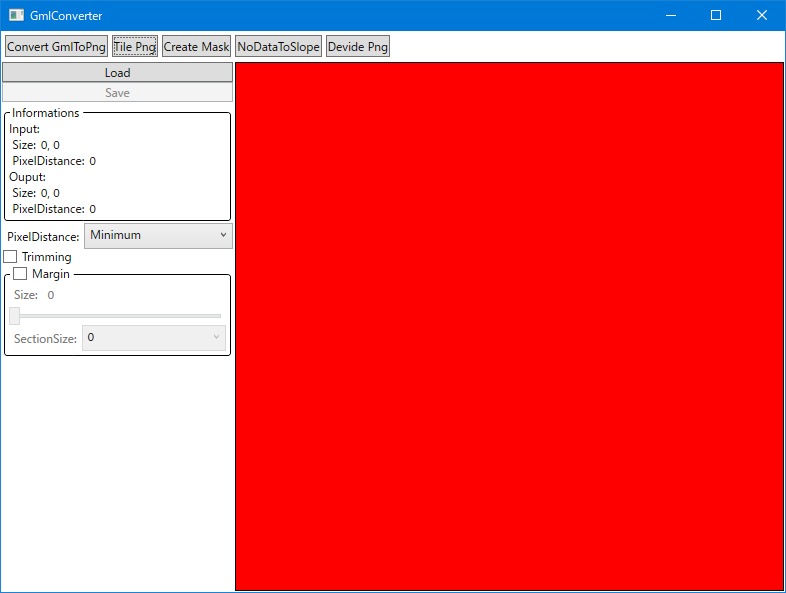 GmlConverter
Convert GmlToPng Tile Png Create Mask NoDataToSlope Devide Png
Load
Save
Informations
Input:
Size: 0, 0
PixelDistance: 0
Ouput:
Size: 0, 0
PixelDistance: 0
PixelDistance: Minimum
Trimming
Margin
Size: 0
SectionSize: 0